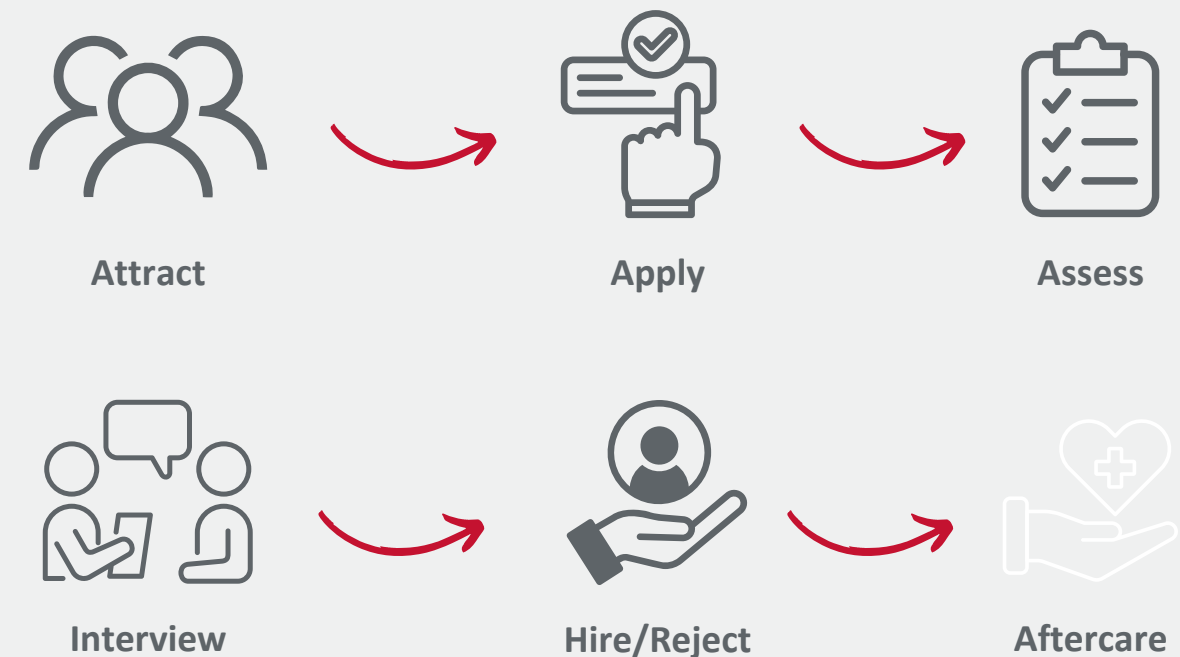 Attract
Apply
Assess
Interview
Hire/Reject
Aftercare